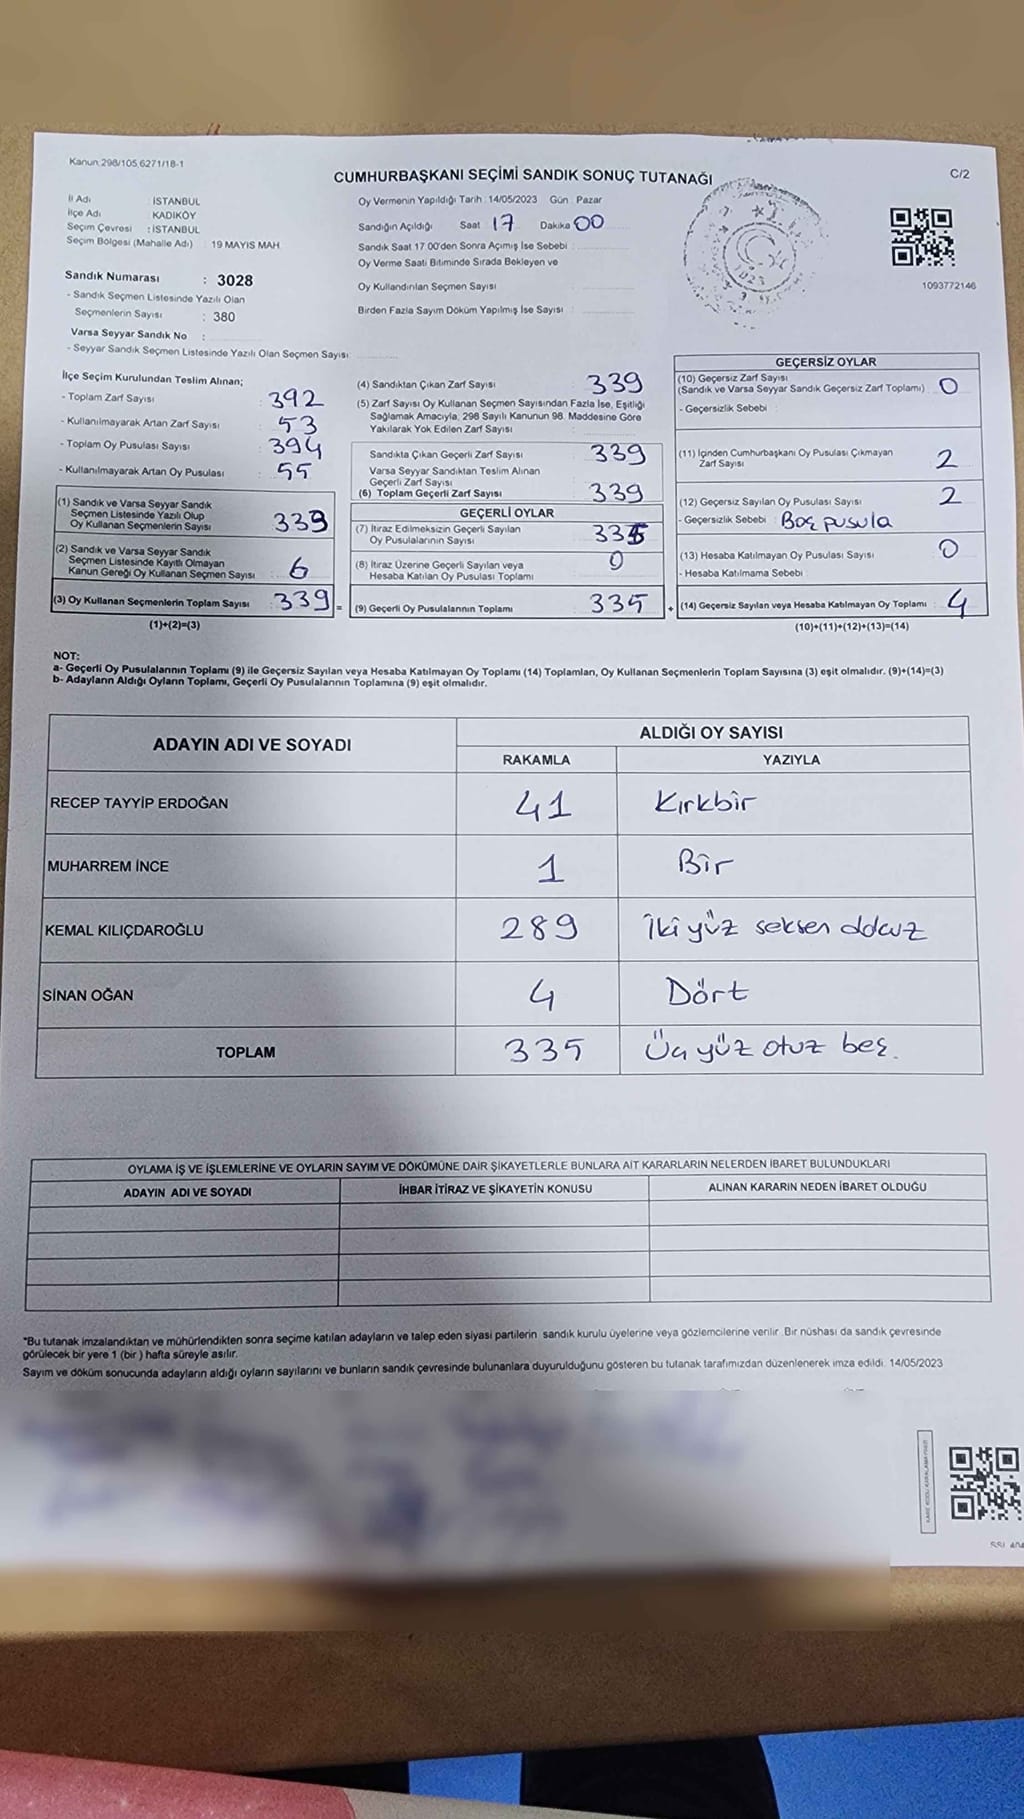 Kanun 298/105,6271/18-1
CUMHURBAŞKANI SEÇİMİ SANDIK SONUÇ TUTANAĞI
C/2
İl Adı : İSTANBUL
İlçe Adı : KADIKÖY
Seçim Çevresi : İSTANBUL
Seçim Bölgesi (Mahalle Adı) : 19 MAYIS MAH.
Sandık Numarası : 3028
- Sandık Seçmen Listesinde Yazılı Olan
Seçmenlerin Sayısı : 380
Varsa Seyyar Sandık No :
- Seyyar Sandık Seçmen Listesinde Yazılı Olan Seçmen Sayısı
Oy Vermenin Yapıldığı Tarih : 14/05/2023 Gün : Pazar
Sandığın Açıldığı Saat 17 Dakika 00
Sandık Saat 17.00'den Sonra Açımış İse Sebebi :
Oy Verme Saati Bitiminde Sırada Bekleyen ve
Oy Kullandırılan Seçmen Sayısı
Birden Fazla Sayım Döküm Yapılmış İse Sayısı :
1923
1093772146
İlçe Seçim Kurulundan Teslim Alınan;
- Toplam Zarf Sayısı : 392
- Kullanılmayarak Artan Zarf Sayısı : 53
- Toplam Oy Pusulası Sayısı : 394
- Kullanılmayarak Artan Oy Pusulası : 55
(1) Sandık ve Varsa Seyyar Sandık
Seçmen Listesinde Yazılı Olup
Oy Kullanan Seçmenlerin Sayısı : 339
(2) Sandık ve Varsa Seyyar Sandık
Seçmen Listesinde Kayıtlı Olmayan
Kanun Gereği Oy Kullanan Seçmen Sayısı : 6
(3) Oy Kullanan Seçmenlerin Toplam Sayısı : 339 =
(1)+(2)=(3)
(4) Sandıktan Çıkan Zarf Sayısı 339
(5) Zarf Sayısı Oy Kullanan Seçmen Sayısından Fazla İse, Eşitliği
Sağlamak Amacıyla; 298 Sayılı Kanunun 98. Maddesine Göre
Yakılarak Yok Edilen Zarf Sayısı
Sandıkta Çıkan Geçerli Zarf Sayısı : 339
Varsa Seyyar Sandıktan Teslim Alınan
Geçerli Zarf Sayısı :
(6) Toplam Geçerli Zarf Sayısı : 339
GEÇERLİ OYLAR
(7) İtiraz Edilmeksizin Geçerli Sayılan
Oy Pusulalarının Sayısı : 335
(8) İtiraz Üzerine Geçerli Sayılan veya
Hesaba Katılan Oy Pusulası Toplamı : 0
(9) Geçerli Oy Pusulalarının Toplamı : 335 +
GEÇERSİZ OYLAR
(10) Geçersiz Zarf Sayısı
(Sandık ve Varsa Seyyar Sandık Geçersiz Zarf Toplamı) : 0
- Geçersizlik Sebebi :
(11) İçinden Cumhurbaşkanı Oy Pusulası Çıkmayan
Zarf Sayısı : 2
(12) Geçersiz Sayılan Oy Pusulası Sayısı : 2
- Geçersizlik Sebebi : Boş pusula
(13) Hesaba Katılmayan Oy Pusulası Sayısı : 0
- Hesaba Katılmama Sebebi :
(14) Geçersiz Sayılan veya Hesaba Katılmayan Oy Toplamı : 4
(10)+(11)+(12)+(13)=(14)
NOT:
a- Geçerli Oy Pusulalarının Toplamı (9) ile Geçersiz Sayılan veya Hesaba Katılmayan Oy Toplamı (14) Toplamları, Oy Kullanan Seçmenlerin Toplam Sayısına (3) eşit olmalıdır. (9)+(14)=(3)
b- Adayların Aldığı Oyların Toplamı, Geçerli Oy Pusulalarının Toplamına (9) eşit olmalıdır.
ADAYIN ADI VE SOYADI ALDIĞI OY SAYISI
RAKAMLA YAZIYLA
RECEP TAYYİP ERDOĞAN 41 Kırkbir
MUHARREM İNCE 1 Bir
KEMAL KILIÇDAROĞLU 289 İki yüz seksen dokuz
SİNAN OĞAN 4 Dört
TOPLAM 335 Üç yüz otuz beş.
OYLAMA İŞ VE İŞLEMLERİNE VE OYLARIN SAYIM VE DÖKÜMÜNE DAİR ŞİKAYETLERLE BUNLARA AİT KARARLARIN NELERDEN İBARET BULUNDUKLARI
ADAYIN ADI VE SOYADI İHBAR İTİRAZ VE ŞİKAYETİN KONUSU ALINAN KARARIN NEDEN İBARET OLDUĞU
*Bu tutanak imzalandıktan ve mühürlendikten sonra seçime katılan adayların ve talep eden siyasi partilerin sandık kurulu üyelerine veya gözlemcilerine verilir. Bir nüshası da sandık çevresinde
görülecek bir yere 1 (bir ) hafta süreyle asılır.
Sayım ve döküm sonucunda adayların aldığı oyların sayılarını ve bunların sandık çevresinde bulunanlara duyurulduğunu gösteren bu tutanak tarafımızdan düzenlenerek imza edildi. 14/05/2023